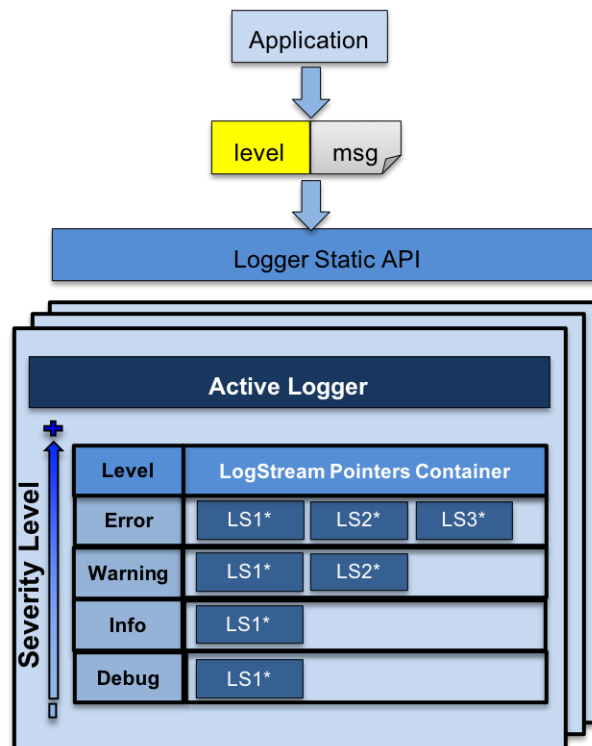 Application
level msg
Logger Static API
Active Logger
+
Severity Level
Level LogStream Pointers Container
Error LS1* LS2* LS3*
Warning LS1* LS2*
Info LS1*
Debug LS1*